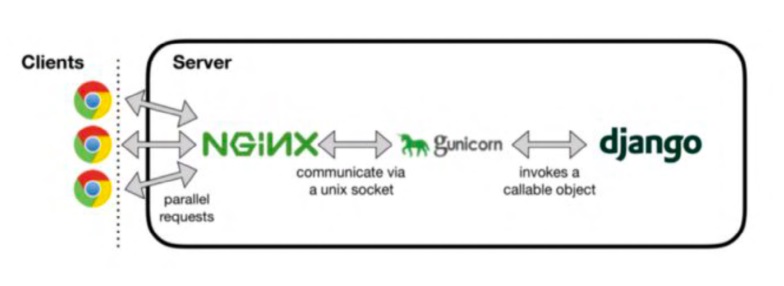 Clients
Server
NGINX
gunicorn
django
communicate via
a unix socket
invokes a
callable object
parallel
requests